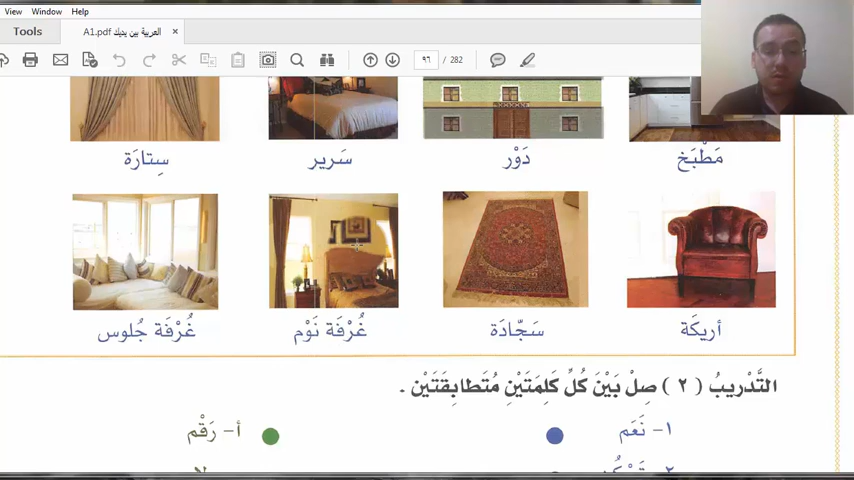 View Window Help
Tools العربية بين يديك A1.pdf ×
٩٦ / 282
مَطْبَخ دَوْر سَرير سِتارَة
أريكَة سَجّادَة غُرْفَة نَوْم غُرْفَة جُلوس
التَّدْريبُ ( ٢ ) صِلْ بَيْنَ كُلِّ كَلِمَتَيْنِ مُتَطابِقَتَيْن .
١- نَعَم أ- رَقْم